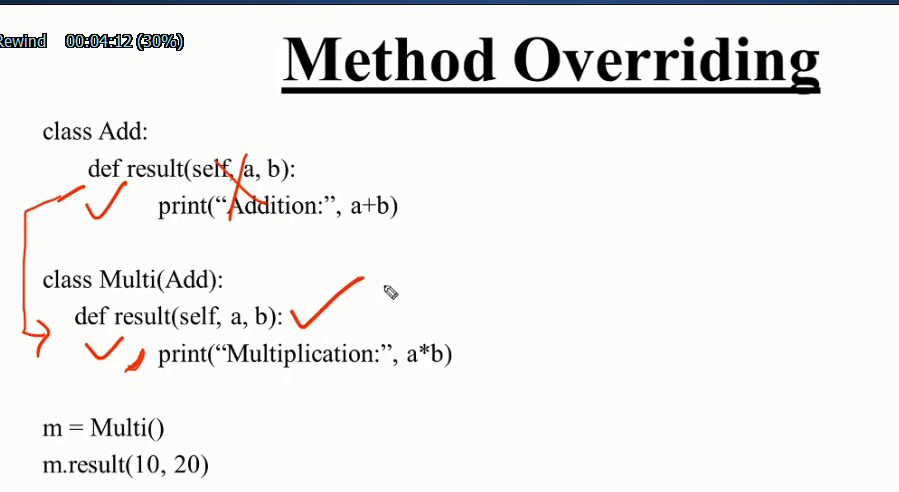 Rewind 00:04:12 (30%)
Method Overriding
class Add:
def result(self, a, b):
print(“Addition:”, a+b)
class Multi(Add):
def result(self, a, b):
print(“Multiplication:”, a*b)
m = Multi()
m.result(10, 20)